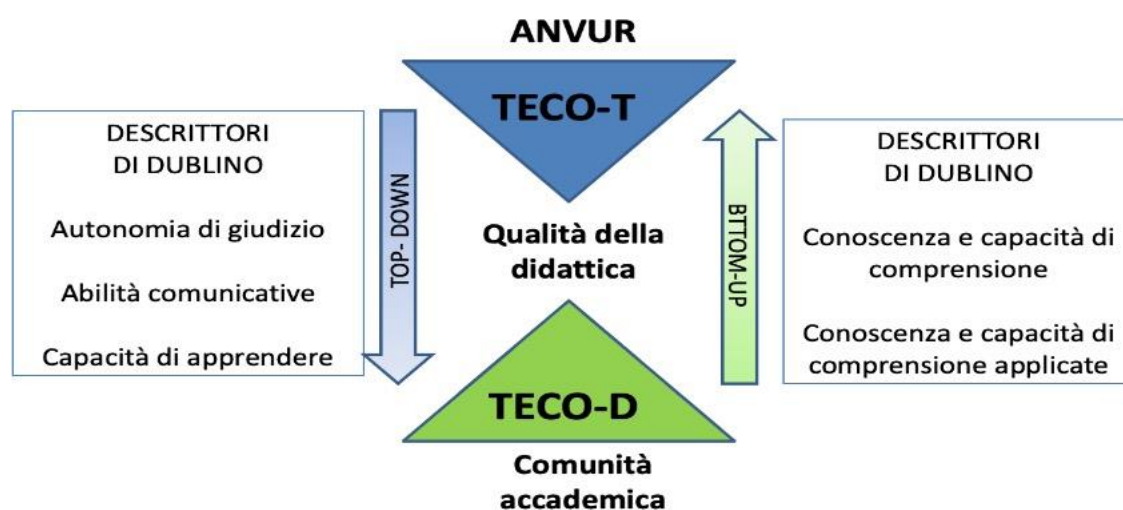 ANVUR
TECO-T
DESCRITTORI
DI DUBLINO
Autonomia di giudizio
Abilità comunicative
Capacità di apprendere
TOP- DOWN
Qualità della
didattica
BTTOM-UP
DESCRITTORI
DI DUBLINO
Conoscenza e capacità di
comprensione
Conoscenza e capacità di
comprensione applicate
TECO-D
Comunità
accademica